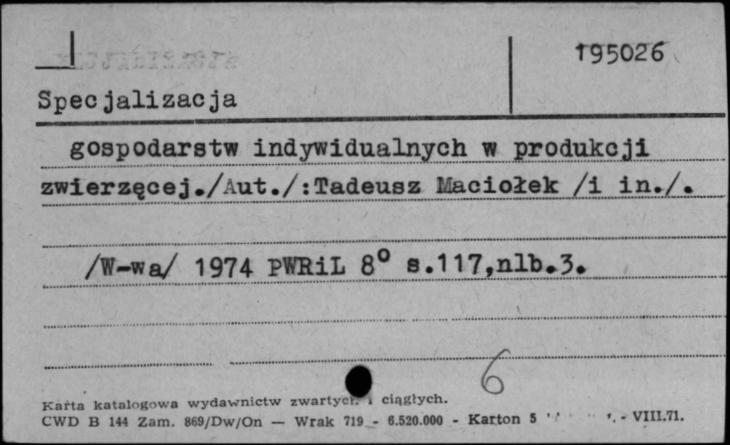 195026
Specjalizacja
gospodarstw indywidualnych w produkcji
zwierzęcej./Aut./:Tadeusz Maciołek /i in./.
/W-wa/ 1974 PWRiL 8° s.117,nlb.3.
6
Karta katalogowa wydawnictw zwartych i ciągłych.
CWD B 144 Zam. 869/Dw/On — Wrak 719 - 6.520.000 - Karton 5 - VIII.71.